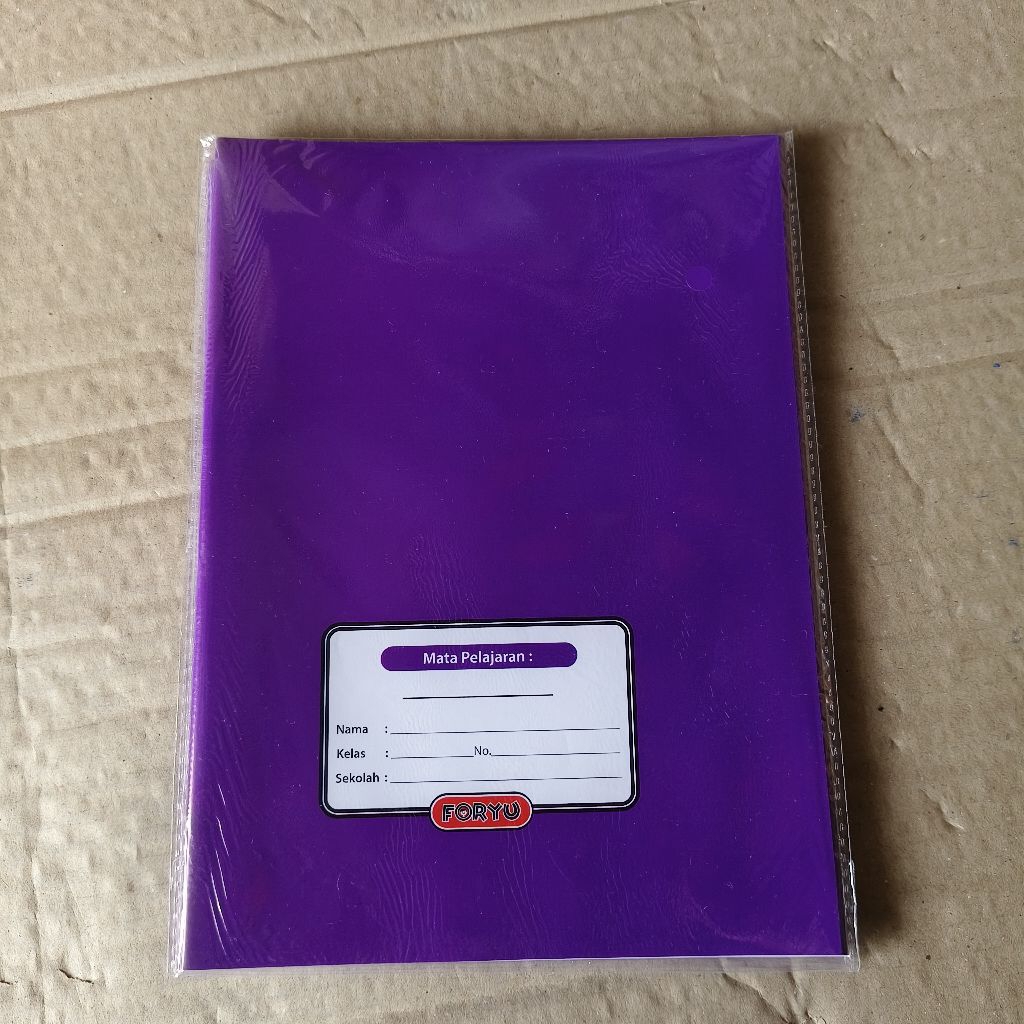 Mata Pelajaran :
Nama :
Kelas : No.
Sekolah :
FORYU